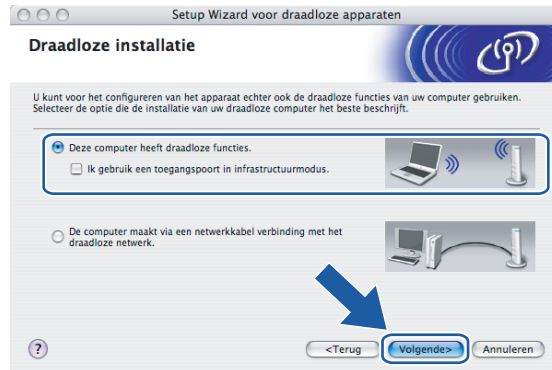 Setup Wizard voor draadloze apparaten
Draadloze installatie
U kunt voor het configureren van het apparaat echter ook de draadloze functies van uw computer gebruiken.
Selecteer de optie die de installatie van uw draadloze computer het beste beschrijft.
Deze computer heeft draadloze functies.
Ik gebruik een toegangspoort in infrastructuurmodus.
De computer maakt via een netwerkkabel verbinding met het
draadloze netwerk.
? <Terug Volgende> Annuleren